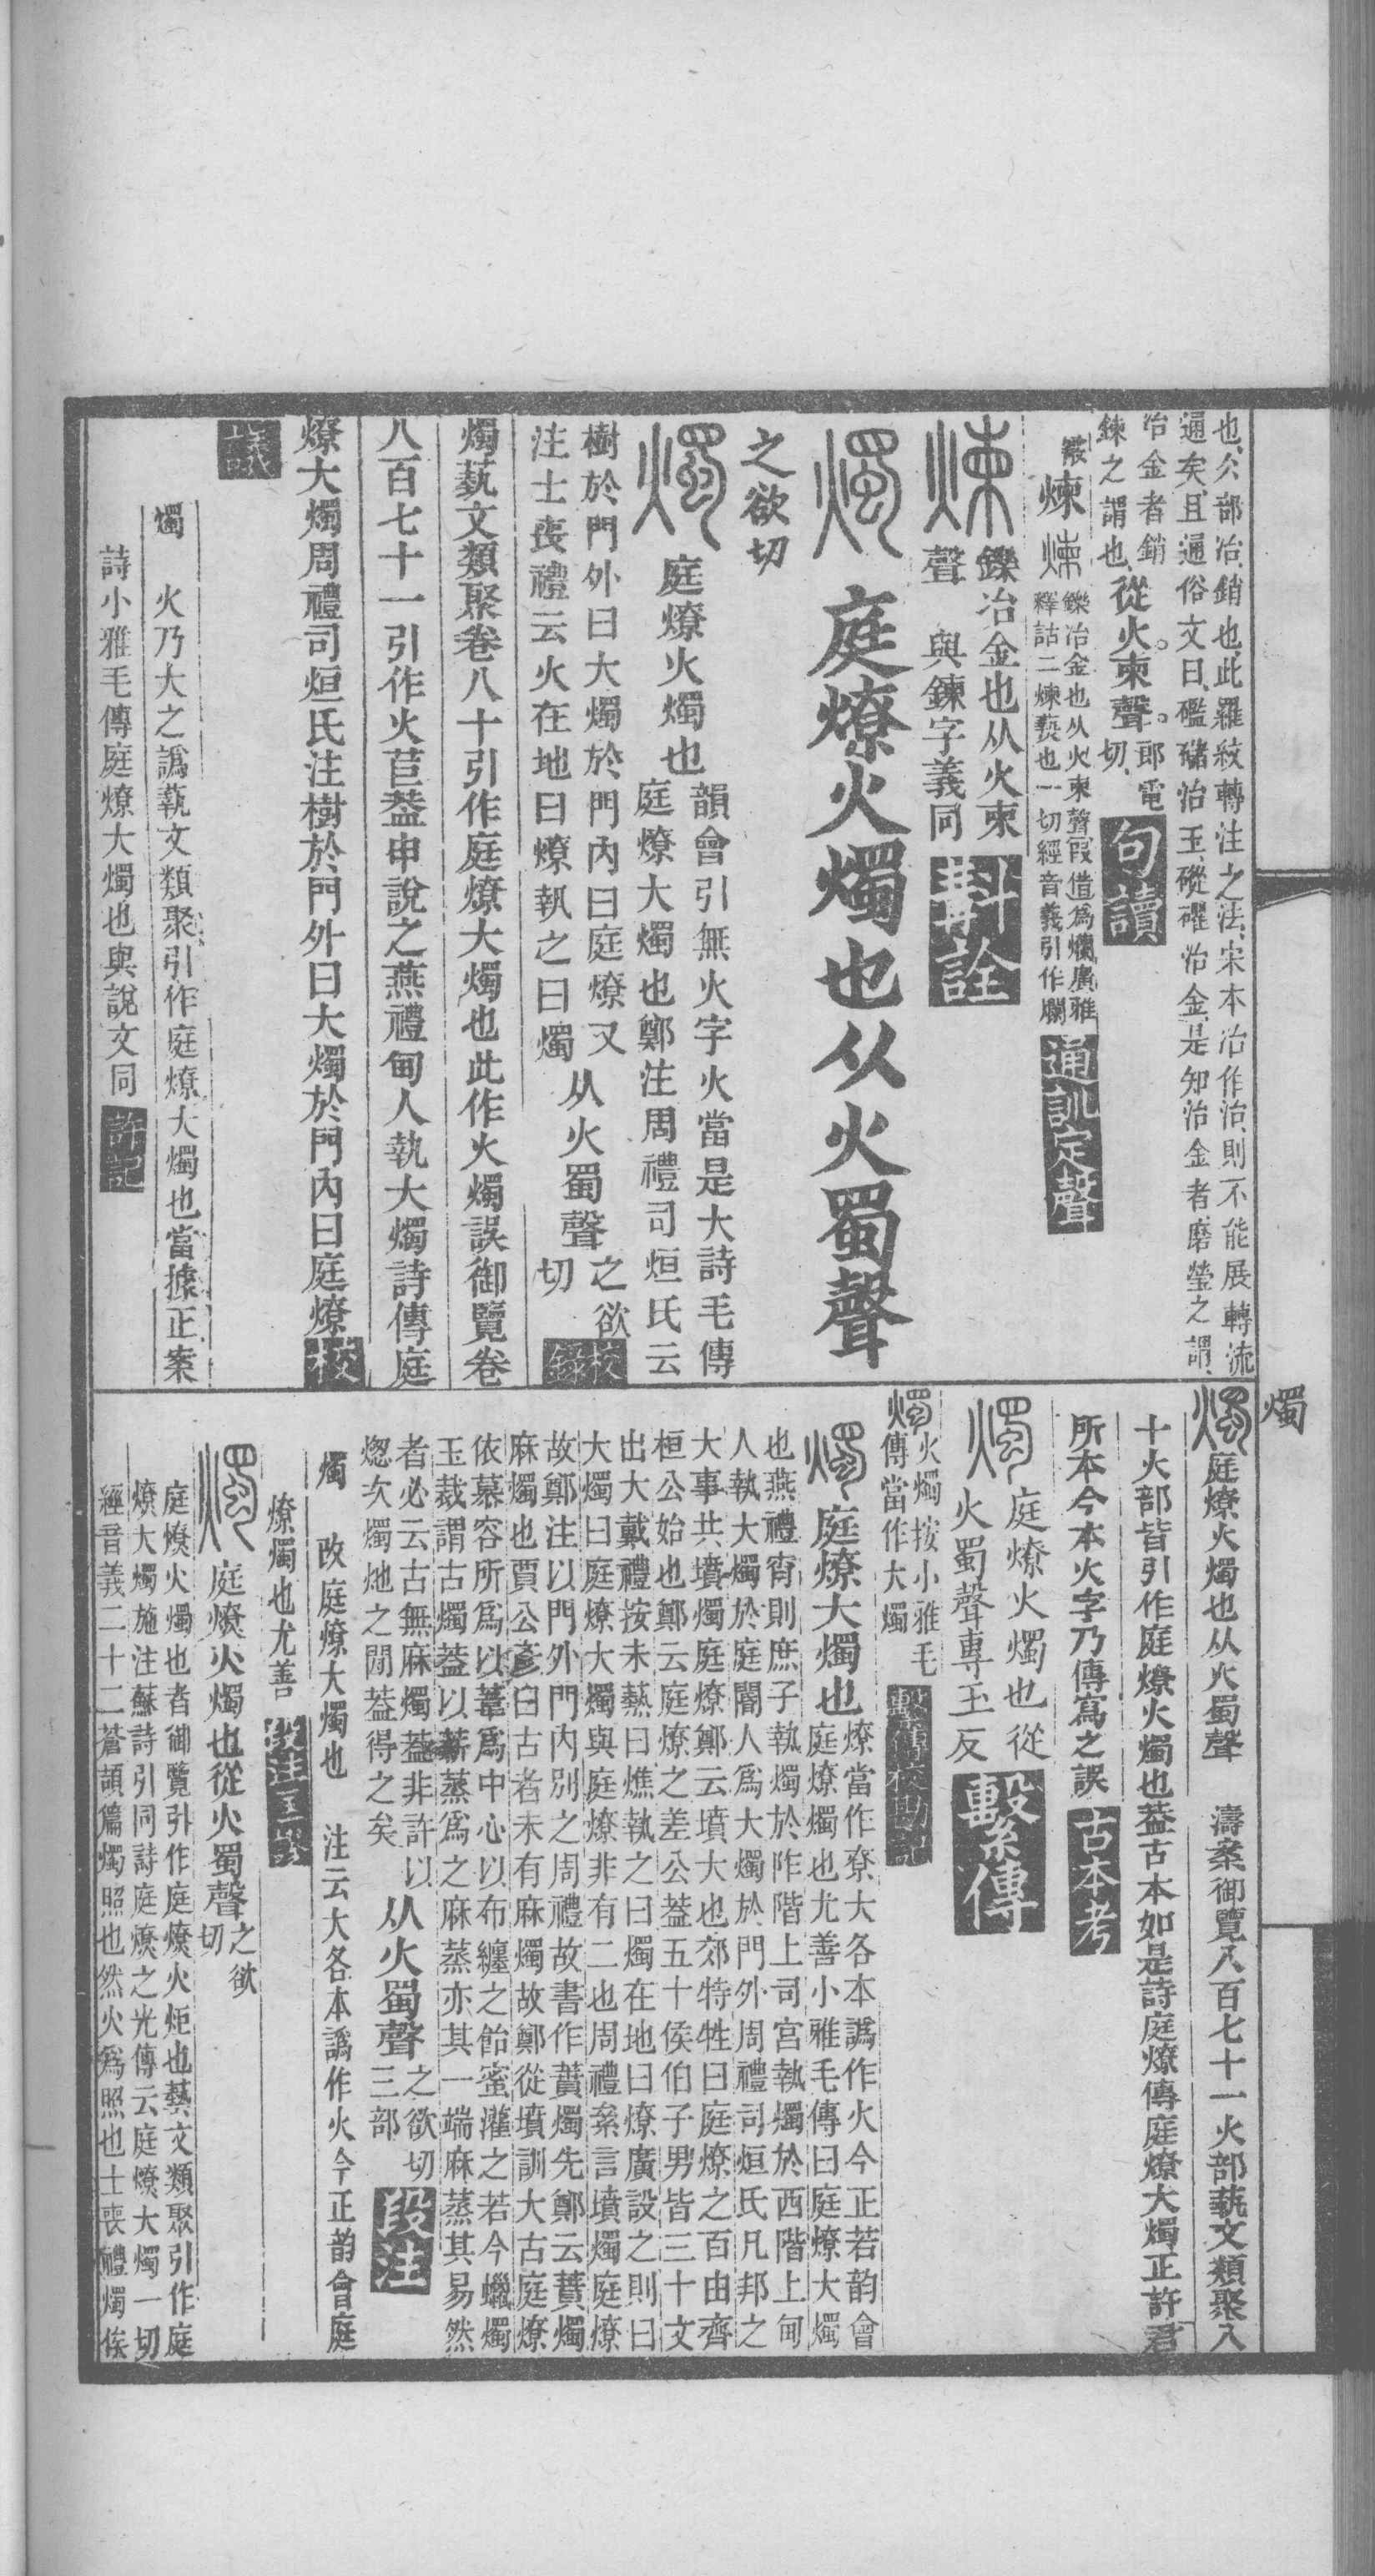 也仌部冶銷也此羅紋轉注之法宋本冶作治則不能展轉流
通矣且通俗文曰礛䃴治玉䃘䃽治金是知治金者磨瑩之謂
冶金者銷
鍊之謂也從火柬聲郎電
切句讀
煉鑠冶金也从火柬聲叚借爲爛廣雅
釋詁二煉爇也一切經音義引作爛通訓定聲
煉鑠冶金也从火柬
聲 與鍊字義同斠詮
燭 庭燎火燭也从火蜀聲
之欲切
燭庭燎火燭也韻會引無火字火當是大詩毛傳
庭燎大燭也鄭注周禮司烜氏云
樹於門外曰大燭於門內曰庭燎又
注士喪禮云火在地曰燎執之曰燭从火蜀聲之欲
切校
錄
燭蓺文類聚卷八十引作庭燎大燭也此作火燭誤御覽卷
八百七十一引作火苣葢申說之燕禮甸人執大燭詩傳庭
燎大燭周禮司烜氏注樹於門外曰大燭於門內曰庭燎校
議
燭 火乃大之譌蓺文類聚引作庭燎大燭也當據正案
詩小雅毛傳庭燎大燭也與說文同許記
燭
燭庭燎火燭也从火蜀聲 濤案御覽八百七十一火部蓺文類聚八
十火部皆引作庭燎火燭也葢古本如是詩庭燎傳庭燎大燭正許君
所本今本火字乃傳寫之誤古本考
燭庭燎火燭也從
火蜀聲專玉反繫傳
燭火燭按小雅毛
傳當作大燭繫傳校勘記
燭庭燎大燭也燎當作尞大各本譌作火今正若韵會
庭燎燭也尤善小雅毛傳曰庭燎大燭
也燕禮宵則庶子執燭於阼階上司宮執燭於西階上甸
人執大燭於庭閽人爲大燭於門外周禮司烜氏凡邦之
大事共墳燭庭燎鄭云墳大也郊特牲曰庭燎之百由齊
桓公始也鄭云庭燎之差公葢五十侯伯子男皆三十文
出大戴禮按未爇曰燋執之曰燭在地曰燎廣設之則曰
大燭曰庭燎大燭與庭燎非有二也周禮㭊言墳燭庭燎
故鄭注以門外門內別之周禮故書作蕡燭先鄭云蕡燭
麻燭也賈公彥曰古者未有麻燭故鄭從墳訓大古庭燎
依慕容所爲以葦爲中心以布纏之飴蜜灌之若今蠟燭
玉裁謂古燭葢以薪蒸爲之麻蒸亦其一端麻蒸其易然
者必云古無麻燭葢非許以
熜㳄燭灺之閒葢得之矣从火蜀聲之欲切
三部段注
燭 改庭燎大燭也 注云大各本譌作火今正韵會庭
燎燭也尤善
燭庭燎火燭也從火蜀聲之欲
切
庭燎火燭也者御覽引作庭燎火炬也藝文類聚引作庭
燎大燭施注蘇詩引同詩庭燎之光傳云庭燎大燭一切
經音義二十二蒼頡篇燭照也然火爲照也士喪禮燭俟